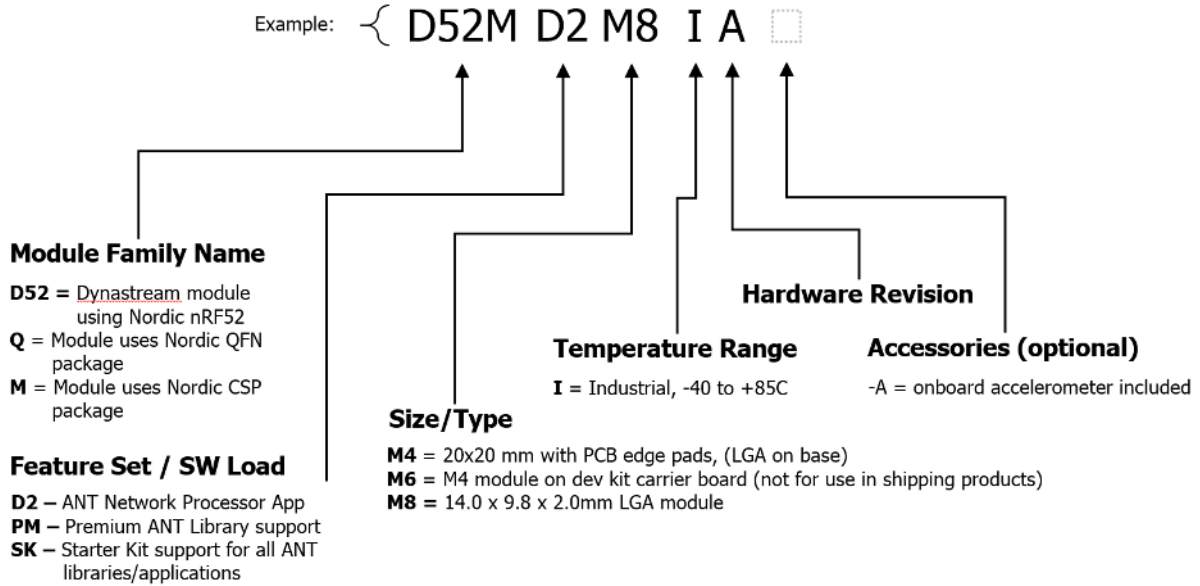 Example: D52M D2 M8 I A
Module Family Name
D52 = Dynastream module
using Nordic nRF52
Q = Module uses Nordic QFN
package
M = Module uses Nordic CSP
package
Feature Set / SW Load
D2 – ANT Network Processor App
PM – Premium ANT Library support
SK – Starter Kit support for all ANT
libraries/applications
Size/Type
M4 = 20x20 mm with PCB edge pads, (LGA on base)
M6 = M4 module on dev kit carrier board (not for use in shipping products)
M8 = 14.0 x 9.8 x 2.0mm LGA module
Temperature Range
I = Industrial, -40 to +85C
Hardware Revision
Accessories (optional)
-A = onboard accelerometer included